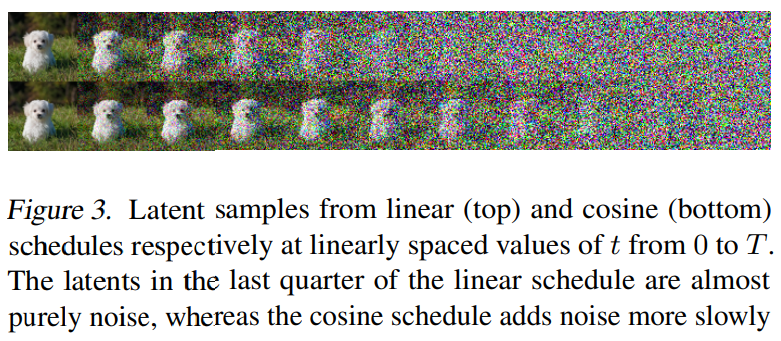 Figure 3. Latent samples from linear (top) and cosine (bottom)
schedules respectively at linearly spaced values of t from 0 to T.
The latents in the last quarter of the linear schedule are almost
purely noise, whereas the cosine schedule adds noise more slowly